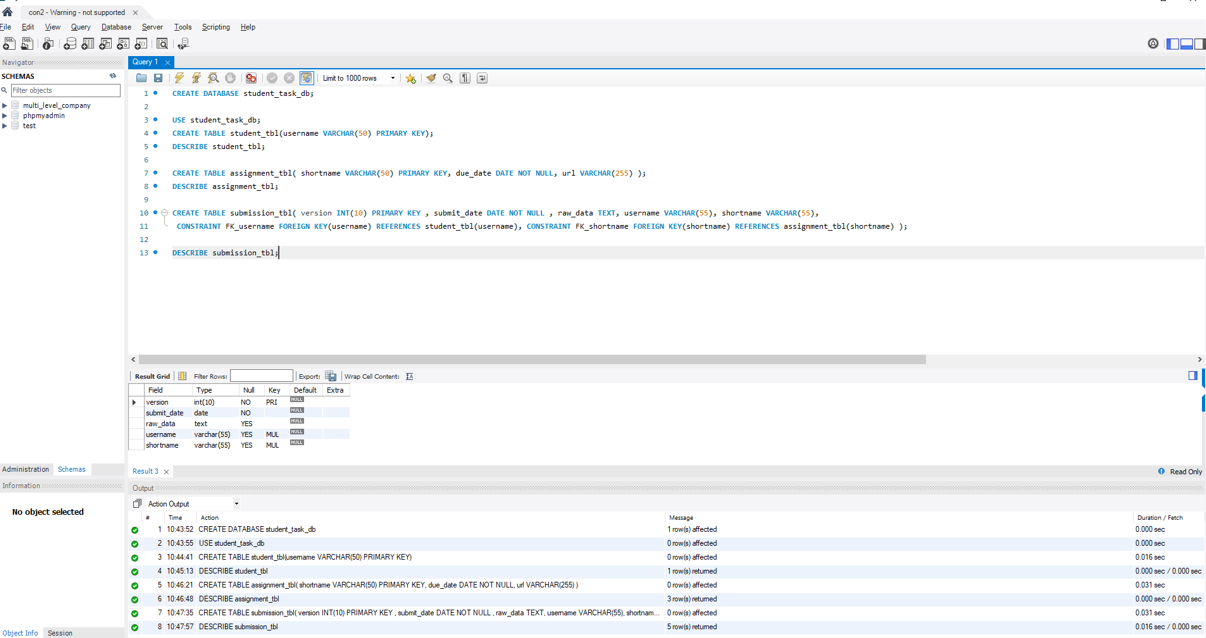 con2 - Warning - not supported ×
File Edit View Query Database Server Tools Scripting Help
Navigator
SCHEMAS
Filter objects
multi_level_company
phpmyadmin
test
Administration Schemas
Information
No object selected
Object Info Session
Query 1 ×
Limit to 1000 rows
1 CREATE DATABASE student_task_db;
2
3 USE student_task_db;
4 CREATE TABLE student_tbl(username VARCHAR(50) PRIMARY KEY);
5 DESCRIBE student_tbl;
6
7 CREATE TABLE assignment_tbl( shortname VARCHAR(50) PRIMARY KEY, due_date DATE NOT NULL, url VARCHAR(255) );
8 DESCRIBE assignment_tbl;
9
10 CREATE TABLE submission_tbl( version INT(10) PRIMARY KEY , submit_date DATE NOT NULL , raw_data TEXT, username VARCHAR(55), shortname VARCHAR(55),
11 CONSTRAINT FK_username FOREIGN KEY(username) REFERENCES student_tbl(username), CONSTRAINT FK_shortname FOREIGN KEY(shortname) REFERENCES assignment_tbl(shortname) );
12
13 DESCRIBE submission_tbl;
Result Grid Filter Rows: Export: Wrap Cell Content:
Field Type Null Key Default Extra
version int(10) NO PRI NULL
submit_date date NO NULL
raw_data text YES NULL
username varchar(55) YES MUL NULL
shortname varchar(55) YES MUL NULL
Result 3 × Read Only
Output
Action Output
# Time Action Message Duration / Fetch
1 10:43:52 CREATE DATABASE student_task_db 1 row(s) affected 0.000 sec
2 10:43:55 USE student_task_db 0 row(s) affected 0.000 sec
3 10:44:41 CREATE TABLE student_tbl(username VARCHAR(50) PRIMARY KEY) 0 row(s) affected 0.016 sec
4 10:45:13 DESCRIBE student_tbl 1 row(s) returned 0.000 sec / 0.000 sec
5 10:46:21 CREATE TABLE assignment_tbl( shortname VARCHAR(50) PRIMARY KEY, due_date DATE NOT NULL, url VARCHAR(255) ) 0 row(s) affected 0.031 sec
6 10:46:48 DESCRIBE assignment_tbl 3 row(s) returned 0.000 sec / 0.000 sec
7 10:47:35 CREATE TABLE submission_tbl( version INT(10) PRIMARY KEY , submit_date DATE NOT NULL , raw_data TEXT, username VARCHAR(55), shortnam... 0 row(s) affected 0.031 sec
8 10:47:57 DESCRIBE submission_tbl 5 row(s) returned 0.016 sec / 0.000 sec